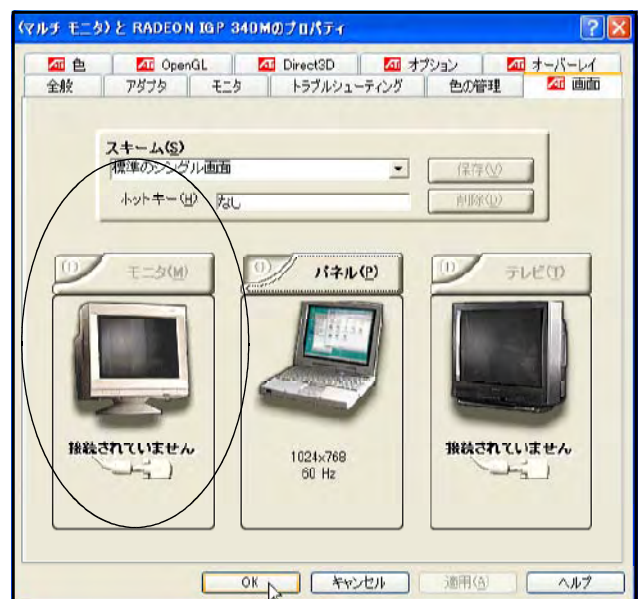 (マルチ モニタ)と RADEON IGP 340Mのプロパティ
ATI 色 ATI OpenGL ATI Direct3D ATI オプション ATI オーバーレイ
全般 アダプタ モニタ トラブルシューティング 色の管理 ATI 画面
スキーム(S)
標準のシングル画面 保存(V)
ホットキー(H) なし 削除(D)
モニタ(M) パネル(P) テレビ(T)
接続されていません 1024x768 接続されていません
60 Hz
OK キャンセル 適用(A) ヘルプ